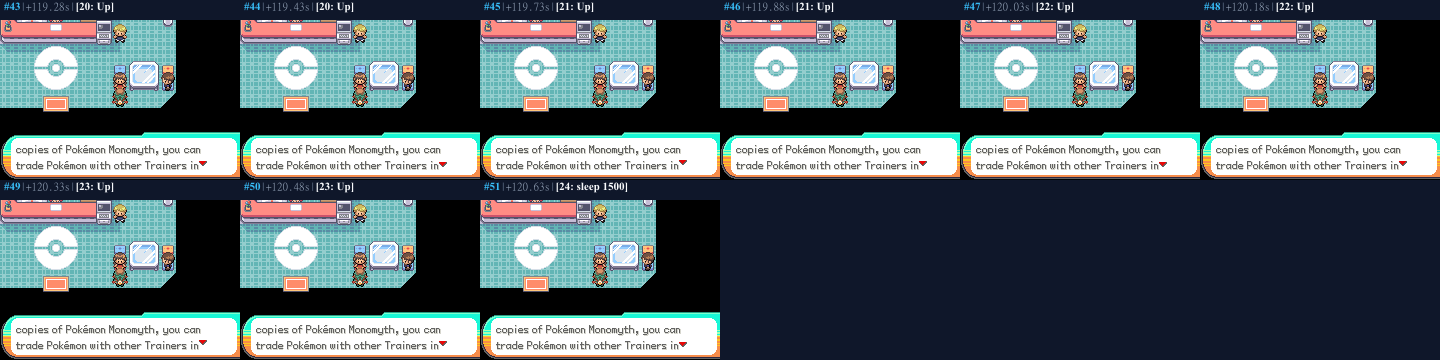 #43|+119.28s|[20: Up]
#44|+119.43s|[20: Up]
#45|+119.73s|[21: Up]
#46|+119.88s|[21: Up]
#47|+120.03s|[22: Up]
#48|+120.18s|[22: Up]
copies of Pokémon Monomyth, you can
trade Pokémon with other Trainers in
copies of Pokémon Monomyth, you can
trade Pokémon with other Trainers in
copies of Pokémon Monomyth, you can
trade Pokémon with other Trainers in
copies of Pokémon Monomyth, you can
trade Pokémon with other Trainers in
copies of Pokémon Monomyth, you can
trade Pokémon with other Trainers in
copies of Pokémon Monomyth, you can
trade Pokémon with other Trainers in
#49|+120.33s|[23: Up]
#50|+120.48s|[23: Up]
#51|+120.63s|[24: sleep 1500]
copies of Pokémon Monomyth, you can
trade Pokémon with other Trainers in
copies of Pokémon Monomyth, you can
trade Pokémon with other Trainers in
copies of Pokémon Monomyth, you can
trade Pokémon with other Trainers in